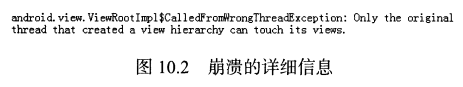 android.view.ViewRootImpl$CalledFromWrongThreadException: Only the original
thread that created a view hierarchy can touch its views.
图 10.2 崩溃的详细信息